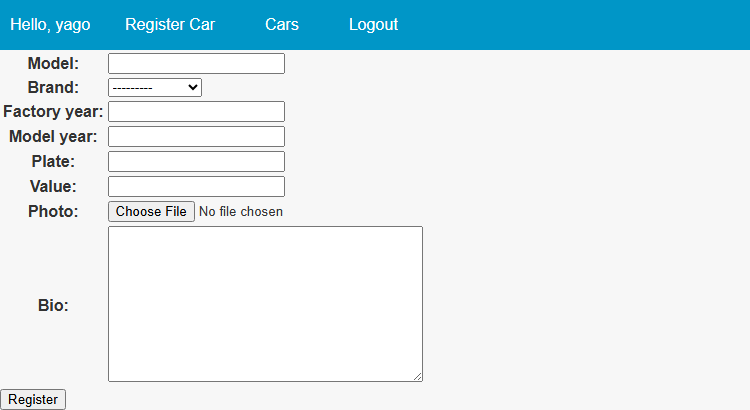 Hello, yago Register Car Cars Logout
Model:
Brand: ---------
Factory year:
Model year:
Plate:
Value:
Photo: Choose File No file chosen
Bio:
Register